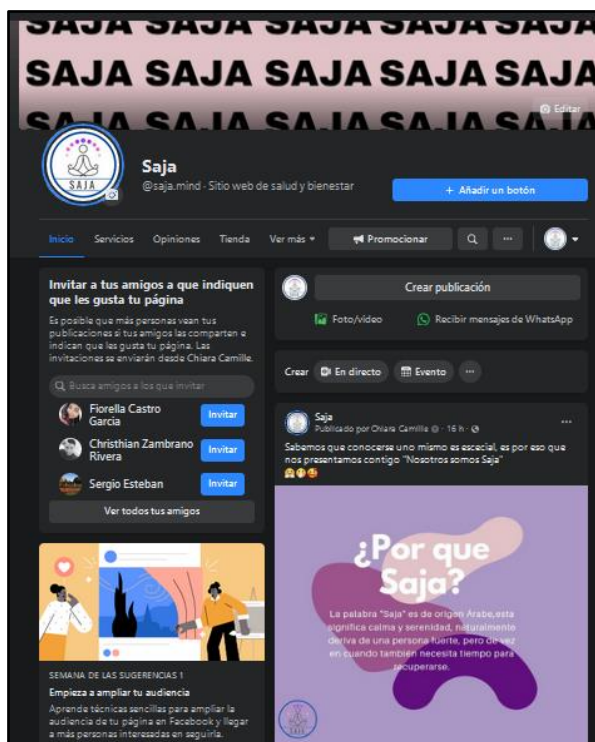 SAJA SAJA SAJA SAJA SAJA
SAJA SAJA SAJA SAJA SAJA
SAJA SAJA SAJA SAJA SAJA
Editar
SAJA
Saja
@saja.mind · Sitio web de salud y bienestar
+ Añadir un botón
Inicio Servicios Opiniones Tienda Ver más Promocionar
Invitar a tus amigos a que indiquen
que les gusta tu página
Es posible que más personas vean tus
publicaciones si tus amigos las comparten e
indican que les gusta tu página. Las
invitaciones se enviarán desde Chiara Camille.
Busca amigos a los que invitar
Fiorella Castro
Garcia
Invitar
Christhian Zambrano
Rivera
Invitar
Sergio Esteban
Invitar
Ver todos tus amigos
SEMANA DE LAS SUGERENCIAS 1
Empieza a ampliar tu audiencia
Aprende técnicas sencillas para ampliar la
audiencia de tu página en Facebook y llegar
a más personas interesadas en seguirla.
Crear publicación
Foto/vídeo Recibir mensajes de WhatsApp
Crear En directo Evento ...
Saja
Publicado por Chiara Camille · 16 h ·
Sabemos que conocerse uno mismo es escecial, es por eso que
nos presentamos contigo "Nosotros somos Saja"
¿Por que
Saja?
La palabra "Saja" es de origen Árabe,esta
significa calma y serenidad, naturalmente
deriva de una persona fuerte, pero de vez
en cuando también necesita tiempo para
recuperarse.
SAJA